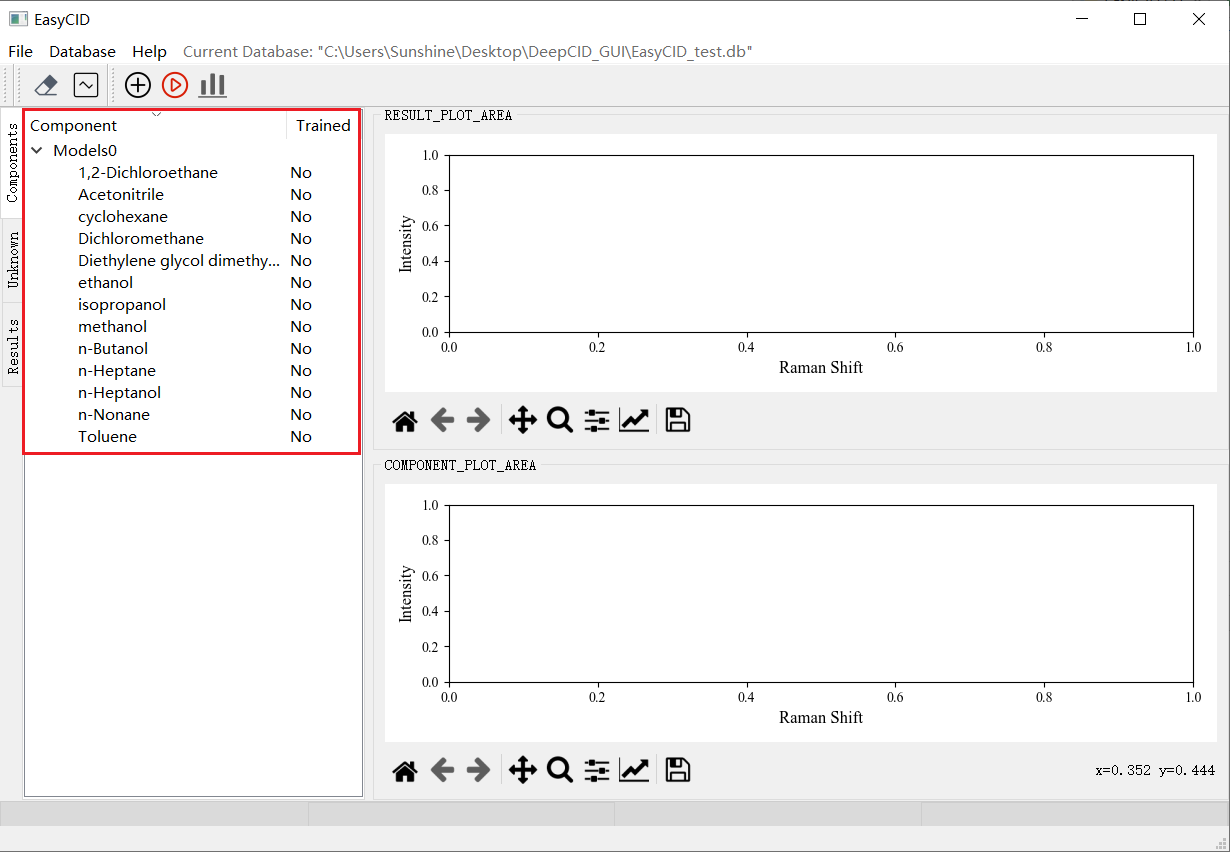 EasyCID
File Database Help Current Database: "C:\Users\Sunshine\Desktop\DeepCID_GUI\EasyCID_test.db"
Components
Unknown
Results
Component Trained
Models0
1,2-Dichloroethane No
Acetonitrile No
cyclohexane No
Dichloromethane No
Diethylene glycol dimethy... No
ethanol No
isopropanol No
methanol No
n-Butanol No
n-Heptane No
n-Heptanol No
n-Nonane No
Toluene No
RESULT_PLOT_AREA
Intensity
1.0
0.8
0.6
0.4
0.2
0.0
0.0 0.2 0.4 0.6 0.8 1.0
Raman Shift
COMPONENT_PLOT_AREA
Intensity
1.0
0.8
0.6
0.4
0.2
0.0
0.0 0.2 0.4 0.6 0.8 1.0
Raman Shift
x=0.352 y=0.444